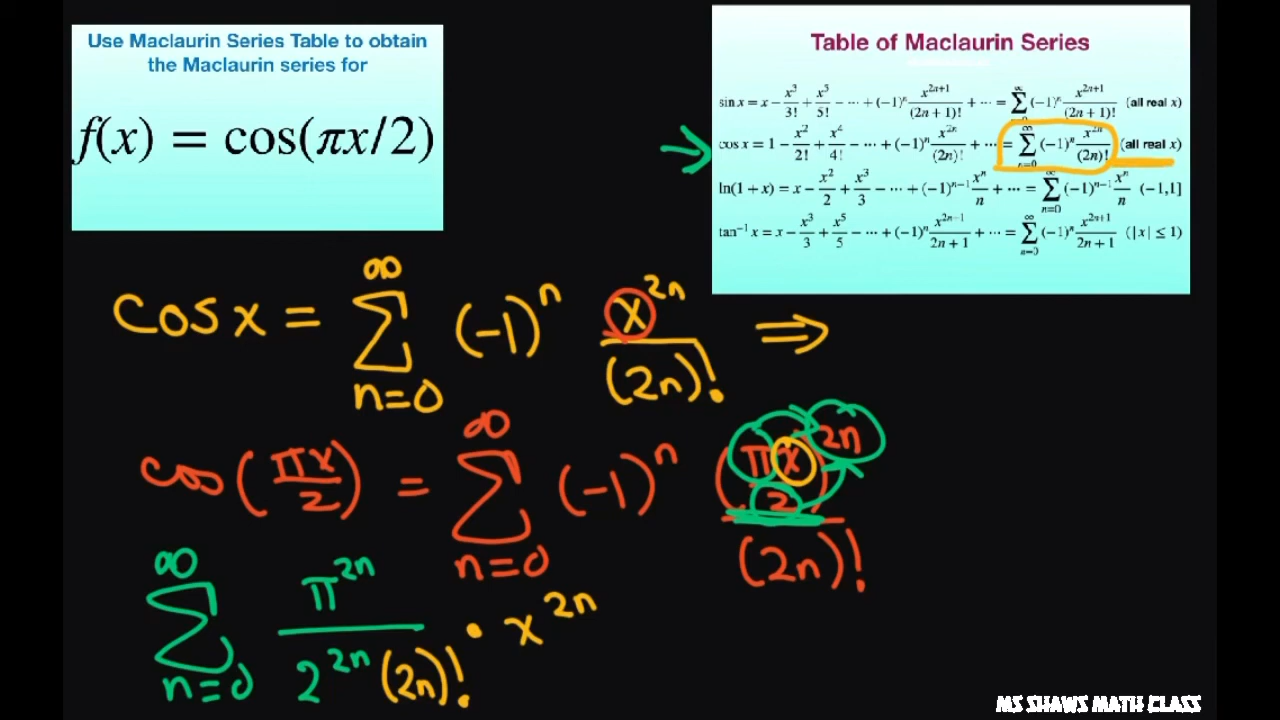 Use Maclaurin Series Table to obtain
the Maclaurin series for
f(x) = cos(πx/2)
Table of Maclaurin Series
sin x = x − x³/3! + x⁵/5! − ⋯ + (−1)ⁿ x²ⁿ⁺¹/(2n+1)! + ⋯ = ∞∑n=0 (−1)ⁿ x²ⁿ⁺¹/(2n+1)! (all real x)
cos x = 1 − x²/2! + x⁴/4! − ⋯ + (−1)ⁿ x²ⁿ/(2n)! + ⋯ = ∞∑n=0 (−1)ⁿ x²ⁿ/(2n)! (all real x)
ln(1 + x) = x − x²/2 + x³/3 − ⋯ + (−1)ⁿ⁻¹ xⁿ/n + ⋯ = ∞∑n=0 (−1)ⁿ⁻¹ xⁿ/n (-1,1]
tan⁻¹ x = x − x³/3 + x⁵/5 − ⋯ + (−1)ⁿ x²ⁿ⁻¹/2n+1 + ⋯ = ∞∑n=0 (−1)ⁿ x²ⁿ⁺¹/2n+1 (|x| ≤ 1)
cos x = ∞∑n=0 (−1)ⁿ x²ⁿ/(2n)! ⇒
cos(πx/2) = ∞∑n=0 (−1)ⁿ (πx/2)²ⁿ/(2n)!
∞∑n=0 π²ⁿ/2²ⁿ(2n)! · x²ⁿ
MS SHAWS MATH CLASS